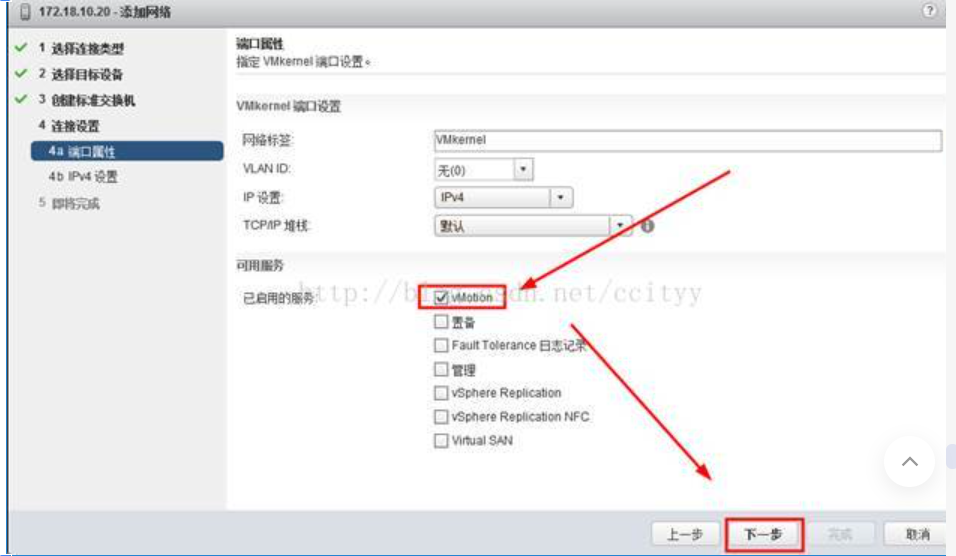 172.18.10.20 - 添加网络
?
1 选择连接类型
2 选择目标设备
3 创建标准交换机
4 连接设置
4a 端口属性
4b IPv4 设置
5 即将完成
端口属性
指定 VMkernel 端口设置。
VMkernel 端口设置
网络标签: VMkernel
VLAN ID: 无(0)
IP 设置: IPv4
TCP/IP 堆栈: 默认
可用服务
已启用的服务: vMotion
http://blog.csdn.net/ccityy
置备
Fault Tolerance 日志记录
管理
vSphere Replication
vSphere Replication NFC
Virtual SAN
上一步 下一步 完成 取消